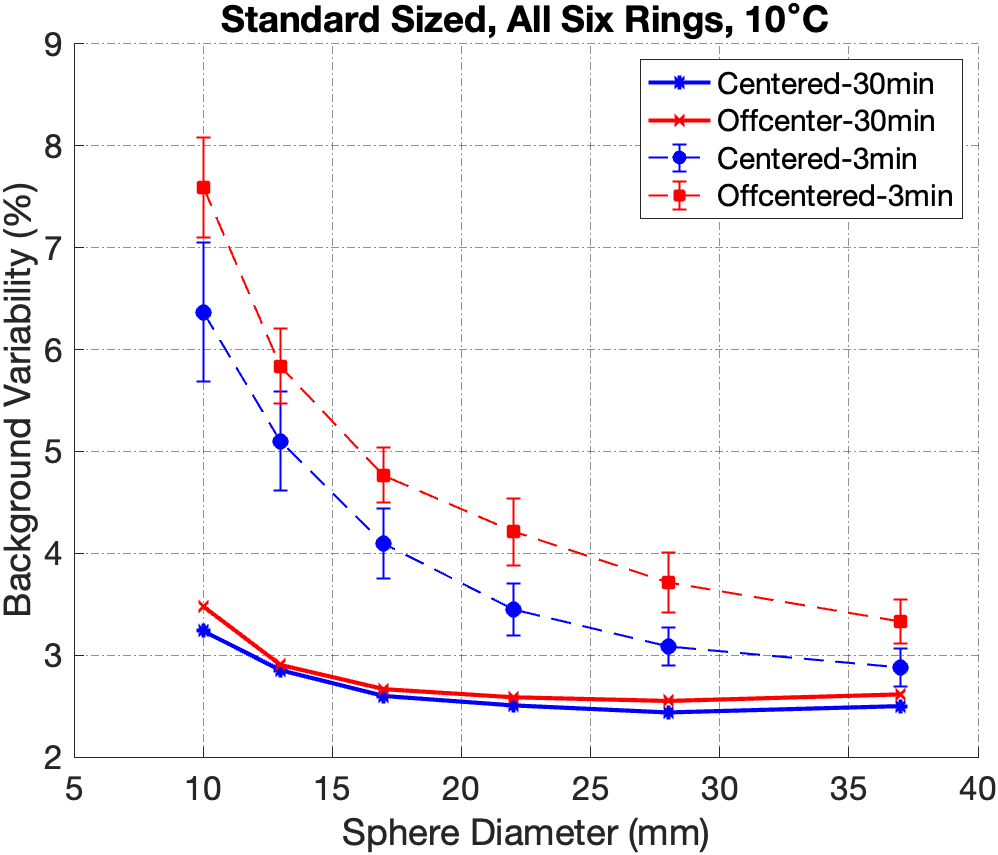 Standard Sized, All Six Rings, 10°C
Background Variability (%)
9
8
7
6
5
4
3
2
Centered-30min
Offcenter-30min
Centered-3min
Offcentered-3min
5 10 15 20 25 30 35 40
Sphere Diameter (mm)